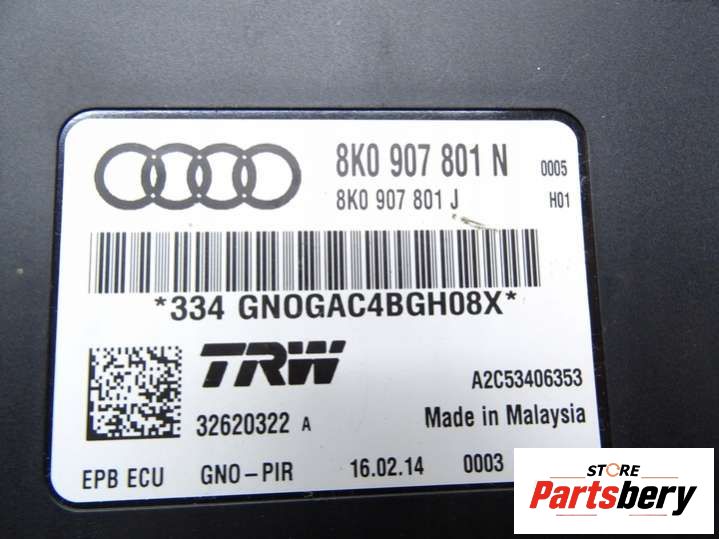 8K0 907 801 N 0005
8K0 907 801 J H01
*334 GNOGAC4BGH08X*
TRW A2C53406353
32620322 A Made in Malaysia
EPB ECU GNO-PIR 16.02.14 0003
STORE
Partsbery